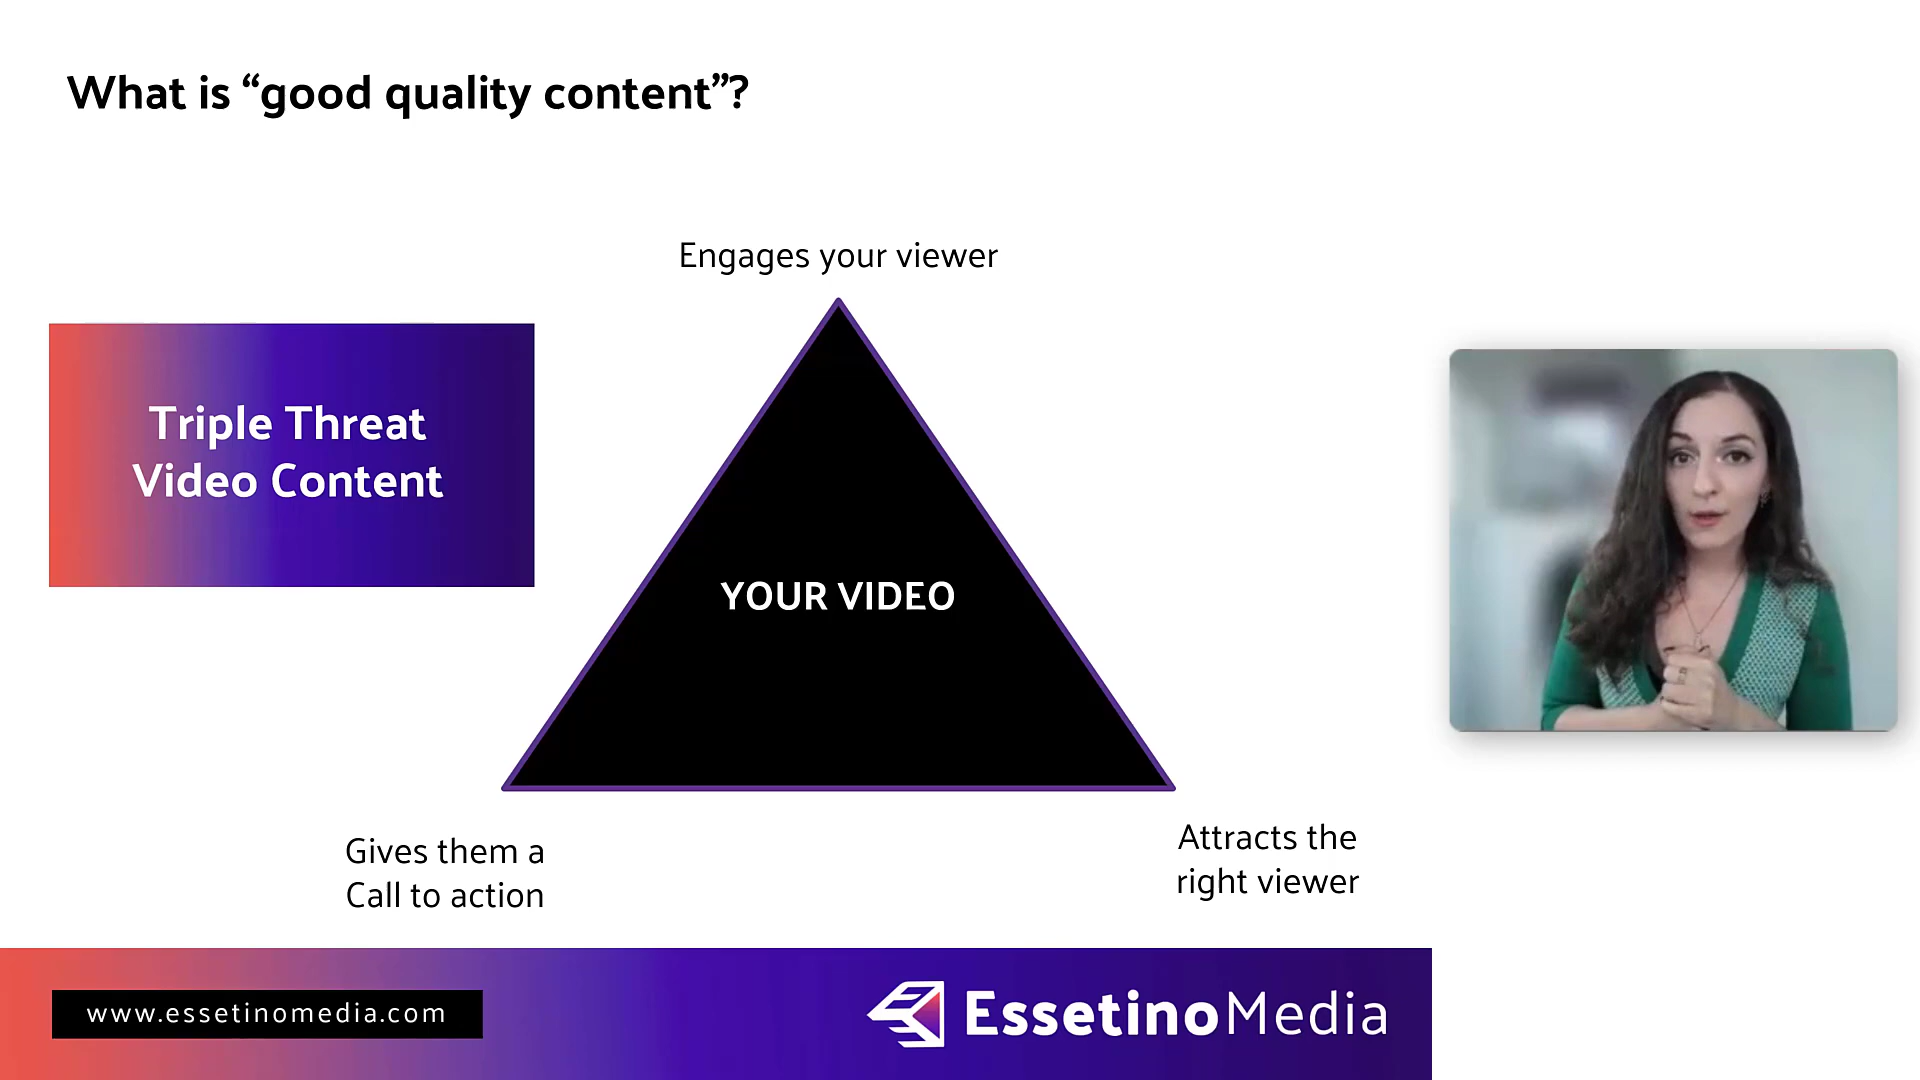 What is “good quality content”?
Engages your viewer
Triple Threat
Video Content
YOUR VIDEO
Gives them a
Call to action
Attracts the
right viewer
www.essetinomedia.com
EssetinoMedia